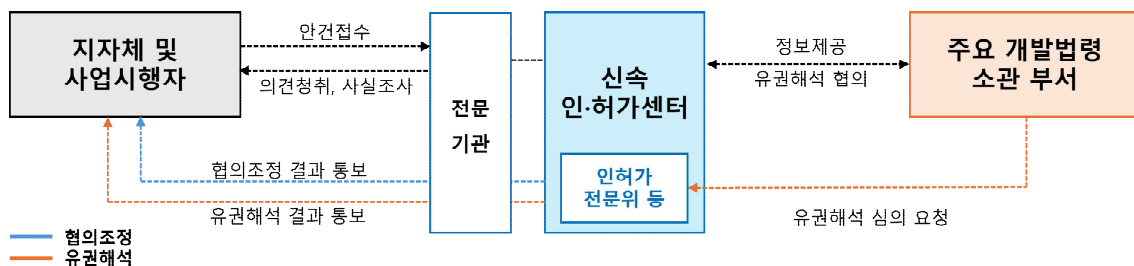 지자체 및
사업시행자
안건접수
의견청취, 사실조사
협의조정 결과 통보
유권해석 결과 통보
전문
기관
신속
인·허가센터
인허가
전문위 등
정보제공
유권해석 협의
주요 개발법령
소관 부서
유권해석 심의 요청
협의조정
유권해석